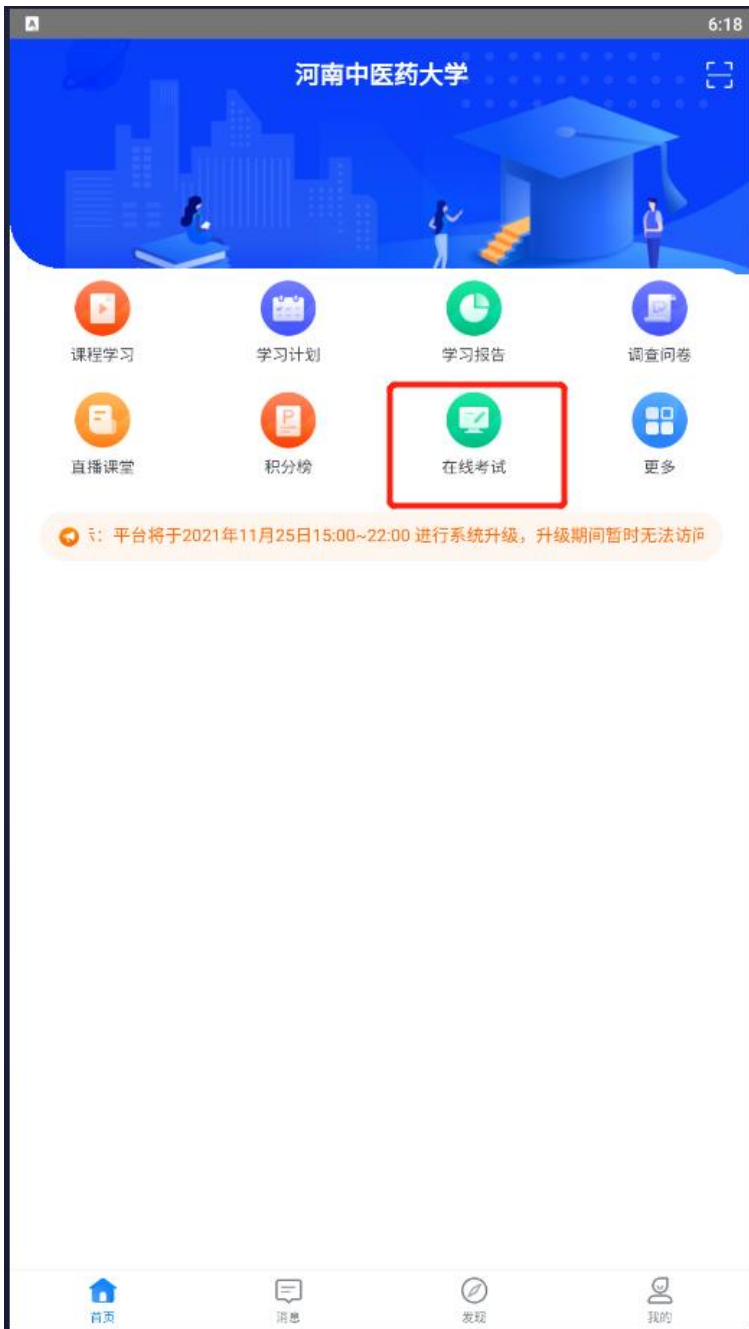 6:18
河南中医药大学
课程学习 学习计划 学习报告 调查问卷
直播课堂 积分榜 在线考试 更多
：平台将于2021年11月25日15:00~22:00 进行系统升级，升级期间暂时无法访问
首页 消息 发现 我的